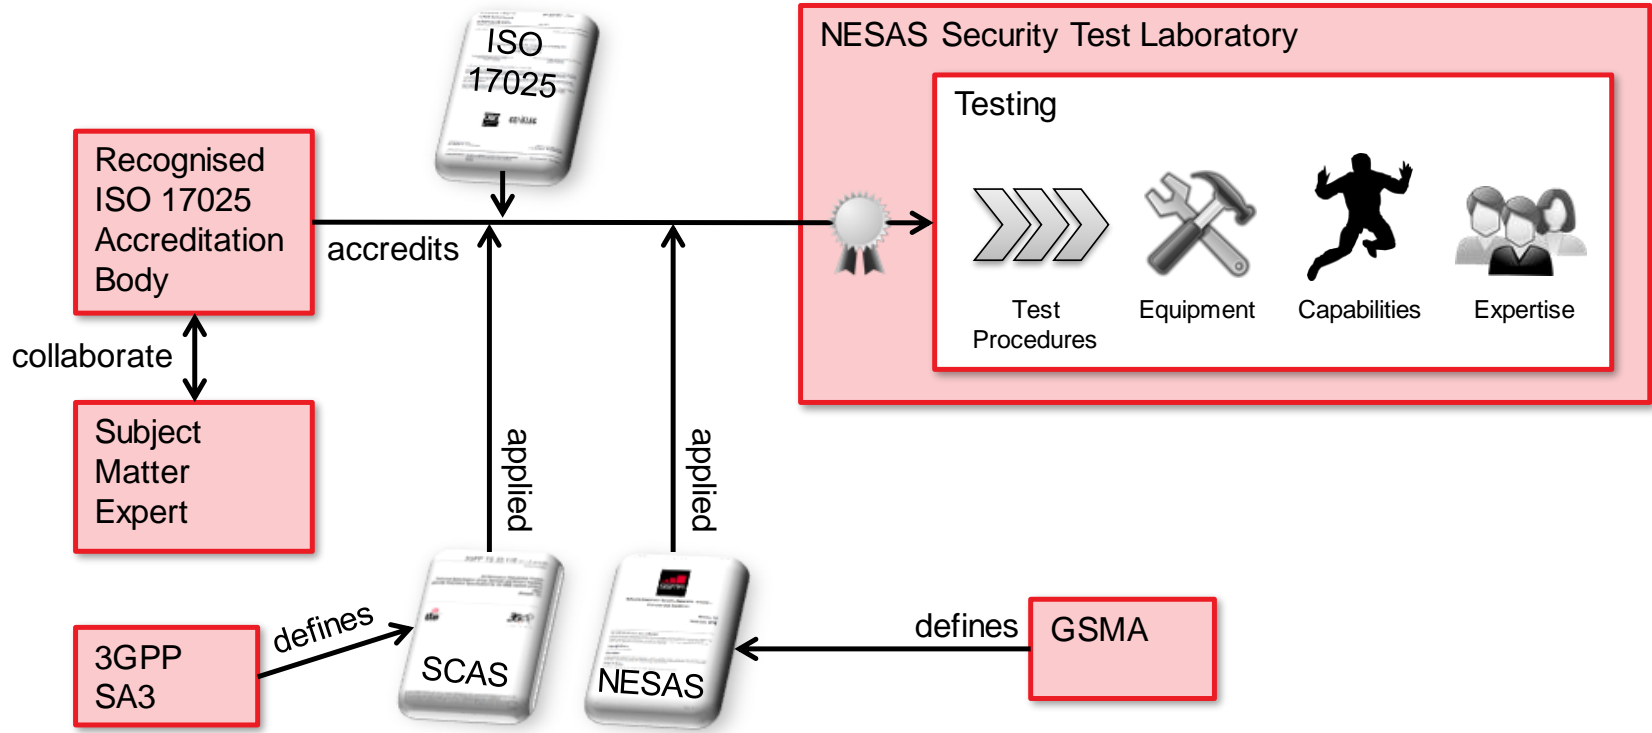 ISO
17025
NESAS Security Test Laboratory
Testing
Recognised
ISO 17025
Accreditation
Body
accredits
Test
Procedures
Equipment
Capabilities
Expertise
collaborate
Subject
Matter
Expert
applied
applied
defines
3GPP
SA3
SCAS
NESAS
defines
GSMA